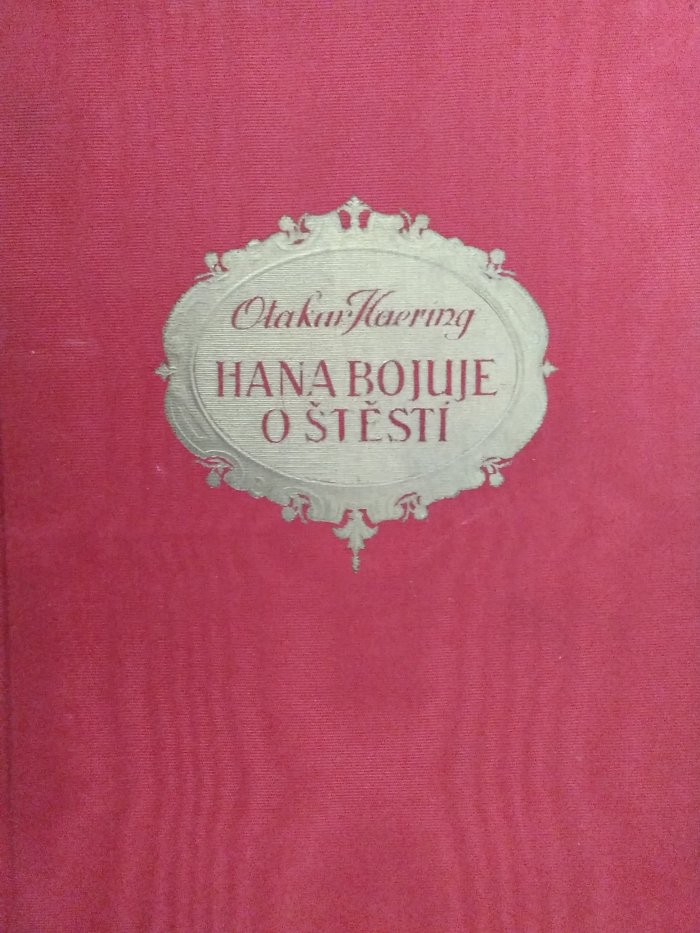 Otakar Haering
HANA BOJUJE
O ŠTĚSTÍ